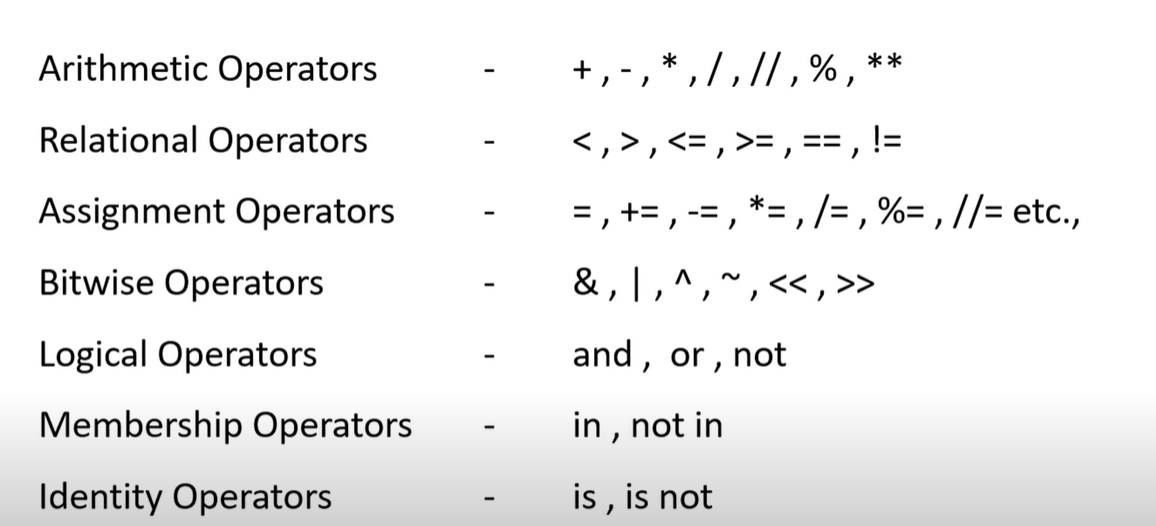 Arithmetic Operators - + , - , * , / , // , % , **
Relational Operators - < , > , <= , >= , == , !=
Assignment Operators - = , += , -= , *= , /= , %= , //= etc.,
Bitwise Operators - & , | , ^ , ~ , << , >>
Logical Operators - and , or , not
Membership Operators - in , not in
Identity Operators - is , is not